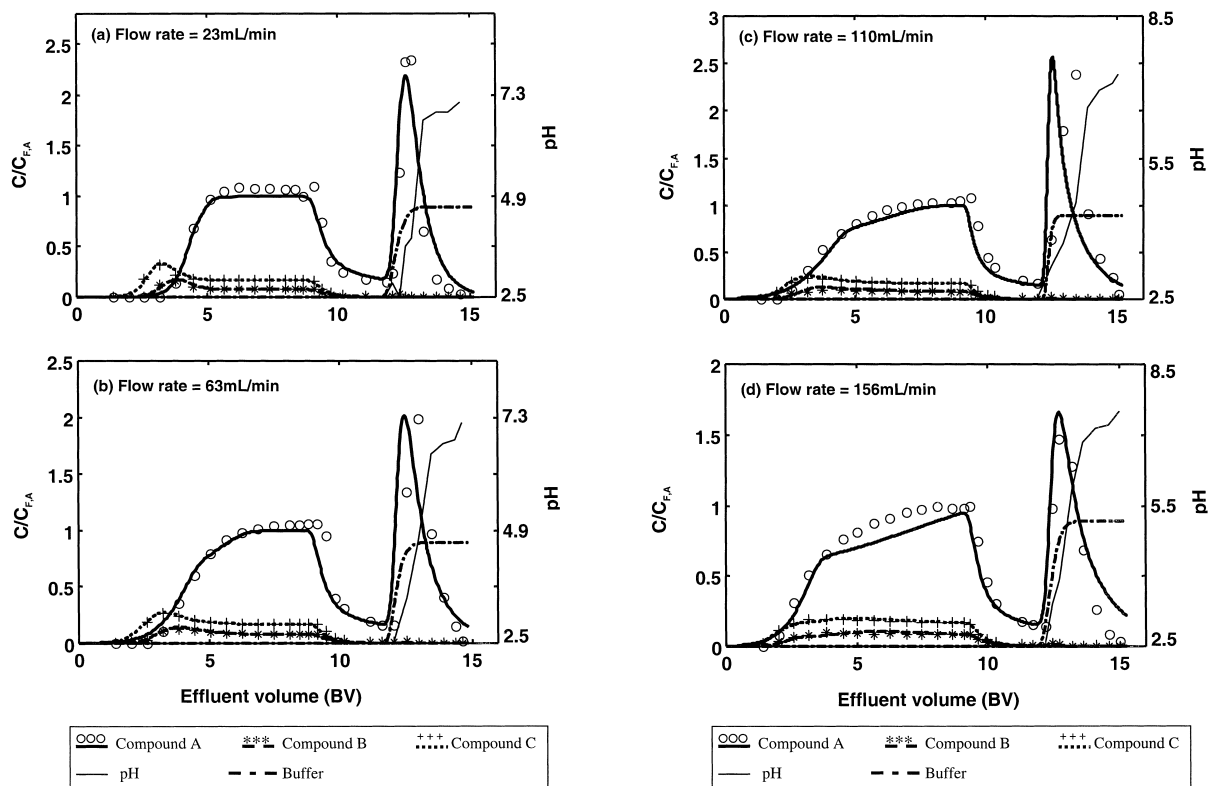 (a) Flow rate = 23mL/min
2.5
2
1.5
1
0.5
0
C/C_F,A
7.3
4.9
2.5
pH
0 5 10 15
(b) Flow rate = 63mL/min
2.5
2
1.5
1
0.5
0
C/C_F,A
7.3
4.9
2.5
pH
0 5 10 15
Effluent volume (BV)
ooo Compound A *** Compound B +++ Compound C
pH Buffer
(c) Flow rate = 110mL/min
3
2.5
2
1.5
1
0.5
0
C/C_F,A
8.5
5.5
2.5
pH
0 5 10 15
(d) Flow rate = 156mL/min
2
1.5
1
0.5
0
C/C_F,A
8.5
5.5
2.5
pH
0 5 10 15
Effluent volume (BV)
ooo Compound A *** Compound B +++ Compound C
pH Buffer